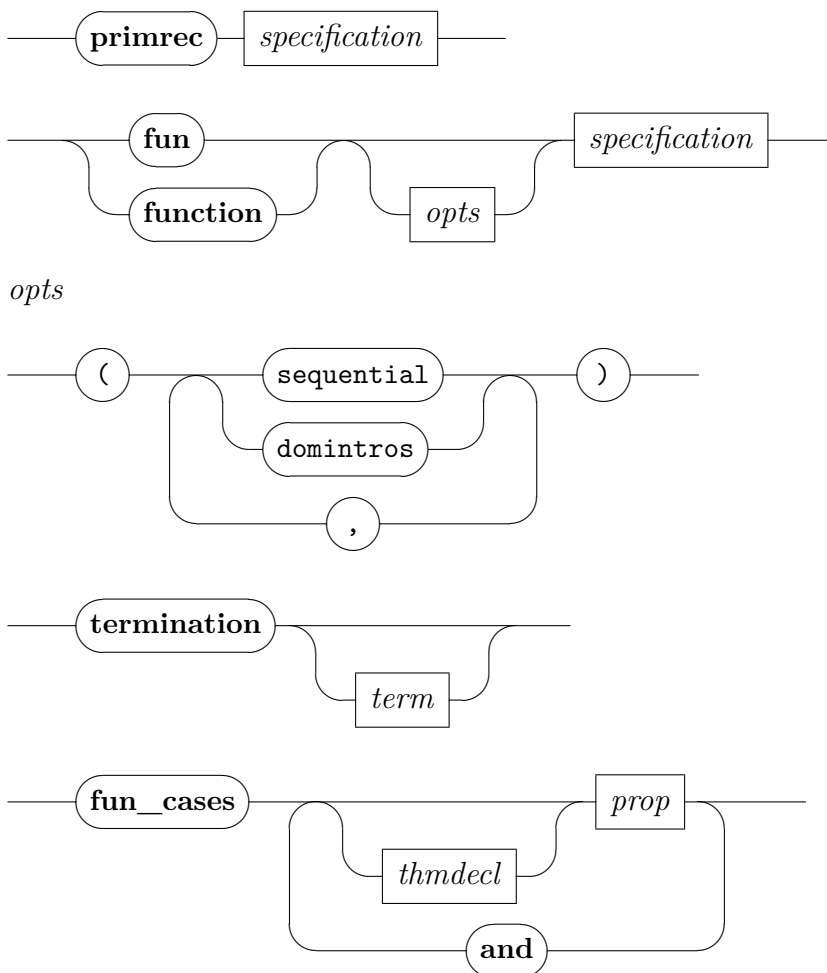 primrec specification
fun specification
function opts
opts
( sequential )
domintros
,
termination
term
fun_cases prop
thmdecl
and